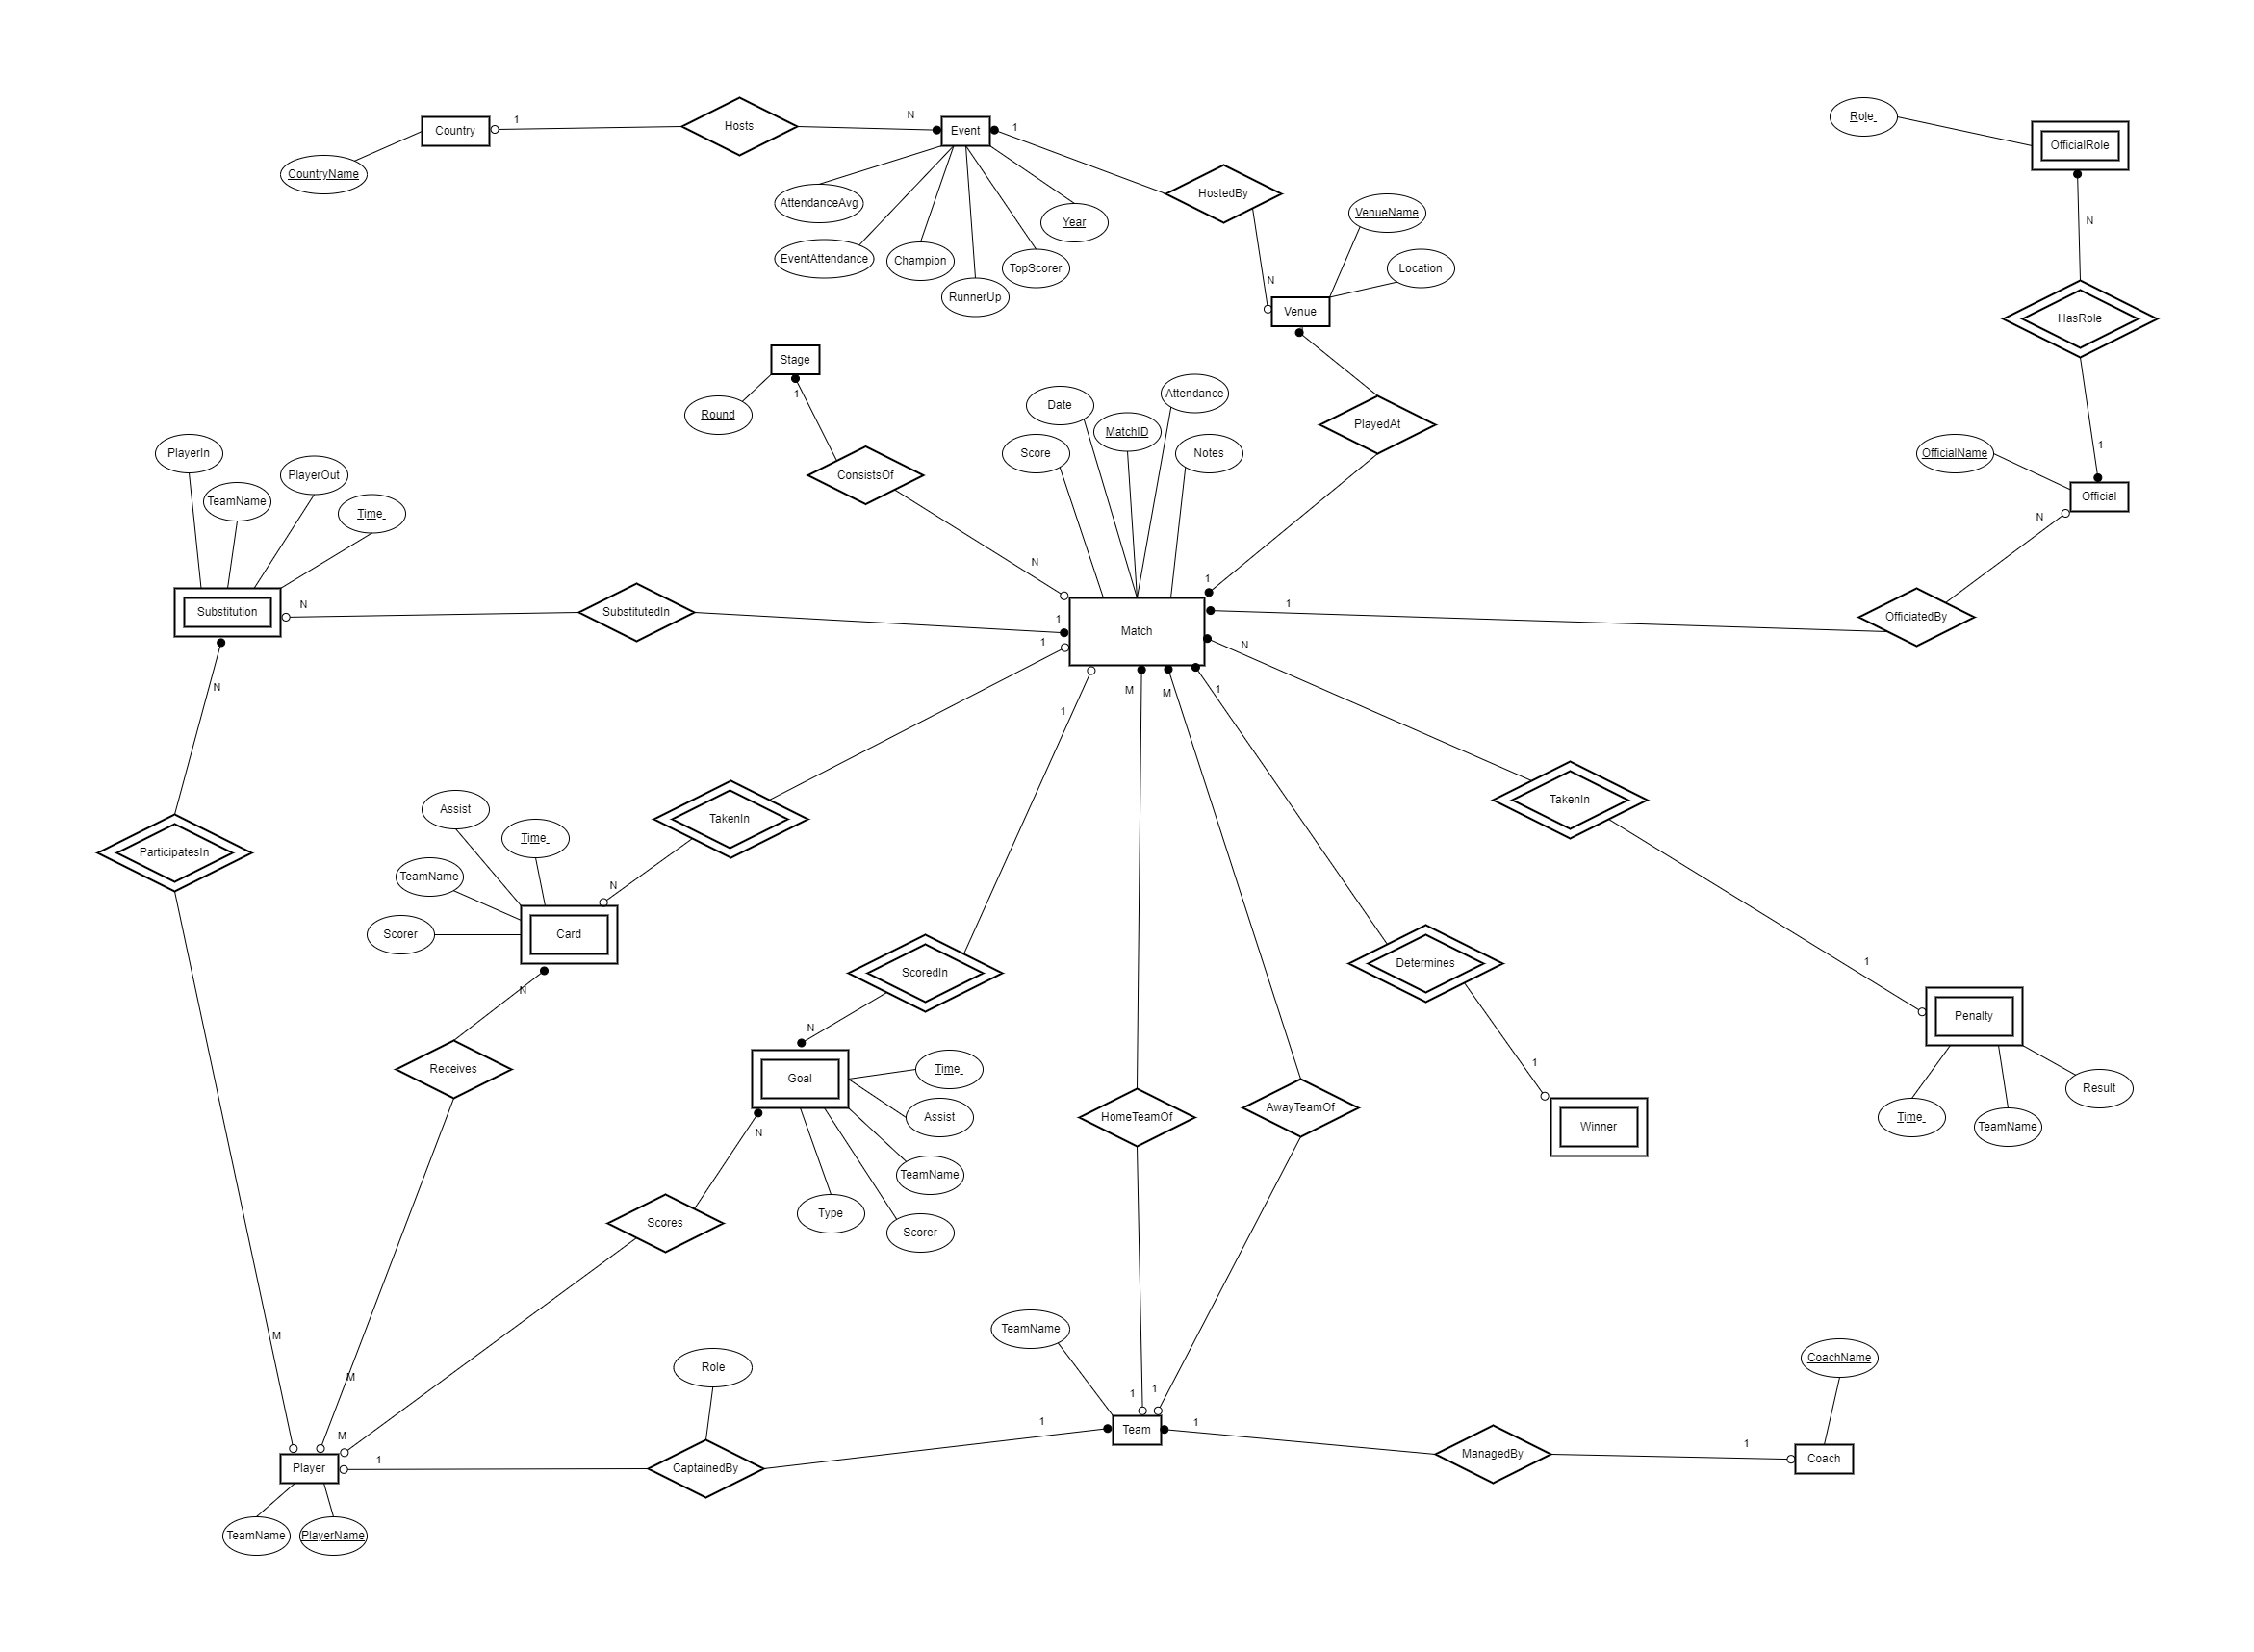 Country
1
Hosts
N
Event
1
Role
OfficialRole
CountryName
AttendanceAvg
Year
HostedBy
VenueName
N
EventAttendance
Champion
TopScorer
Location
RunnerUp
N
Venue
HasRole
Stage
1
Round
Date
Attendance
MatchID
PlayedAt
1
PlayerIn
Score
Notes
OfficialName
PlayerOut
ConsistsOf
TeamName
Time
Official
N
N
1
Substitution
N
SubstitutedIn
1
Match
1
OfficiatedBy
1
N
N
M
M
1
1
Assist
Time
TakenIn
TakenIn
ParticipatesIn
TeamName
N
Scorer
Card
N
ScoredIn
Determines
1
Receives
N
Goal
Time
Assist
HomeTeamOf
AwayTeamOf
1
Winner
Penalty
Time
TeamName
Result
N
TeamName
Type
Scorer
Scores
M
M
M
1
Role
TeamName
CoachName
1
1
1
Team
1
Player
CaptainedBy
ManagedBy
1
Coach
TeamName
PlayerName